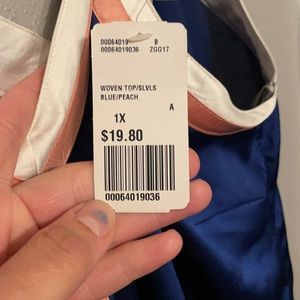 00064019 B
00064019036 ZGG17
WOVEN TOP/SLVLS
BLUE/PEACH
A
1X
$19.80
00064019036